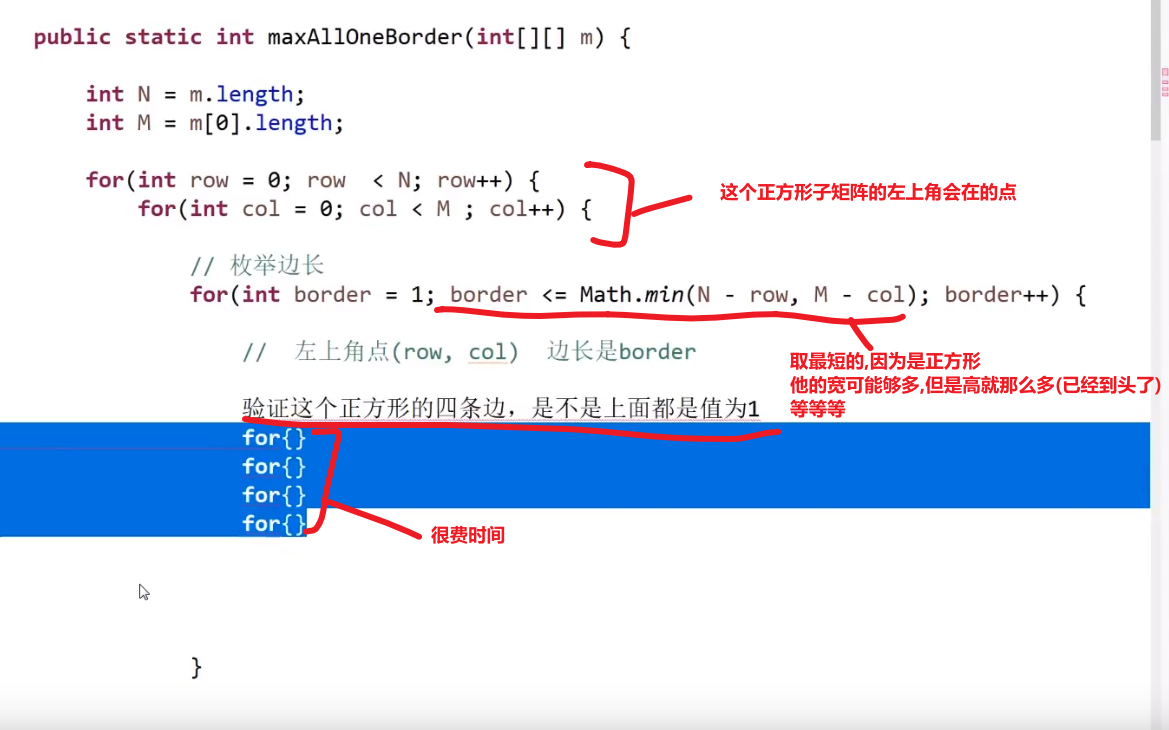 public static int maxAllOneBorder(int[][] m) {
int N = m.length;
int M = m[0].length;
for(int row = 0; row  < N; row++) {
这个正方形子矩阵的左上角会在的点
for(int col = 0; col < M ; col++) {
// 枚举边长
for(int border = 1; border <= Math.min(N - row, M - col); border++) {
//  左上角点(row, col)  边长是border
取最短的,因为是正方形
他的宽可能够多,但是高就那么多(已经到头了)
等等等
验证这个正方形的四条边，是不是上面都是值为1
for{}
for{}
for{}
for{}
很费时间
}